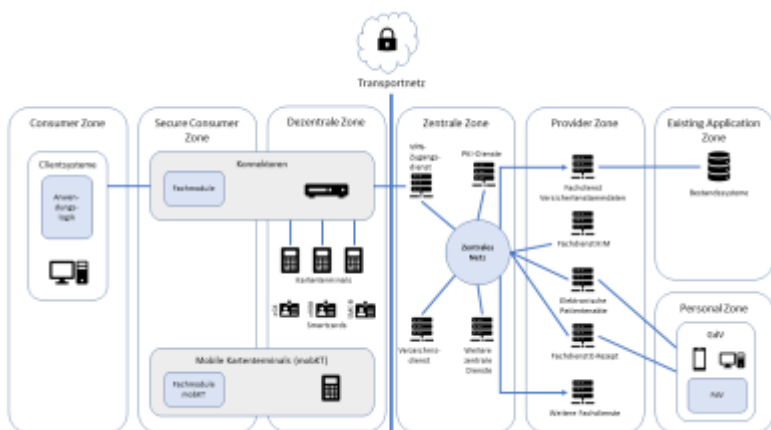 Transportnetz
Consumer Zone
Secure Consumer
Zone
Dezentrale Zone
Zentrale Zone
Provider Zone
Existing Application
Zone
Clientsysteme
Anwen-
dungs-
logik
Konnektoren
Fachmodule
Kartenterminals
Smartcards
Mobile Kartenterminals (mobKT)
Fachmodule
mobKT
VPN-
Zugangs-
dienst
PKI-Dienste
Zentrales
Netz
Verzeichnis-
dienst
Weitere
zentrale
Dienste
Fachdienst
Versichertenstammdaten
Fachdienst KIM
Elektronische
Patientenakte
Fachdienst E-Rezept
Weitere Fachdienste
Bestandssysteme
Personal Zone
FdV